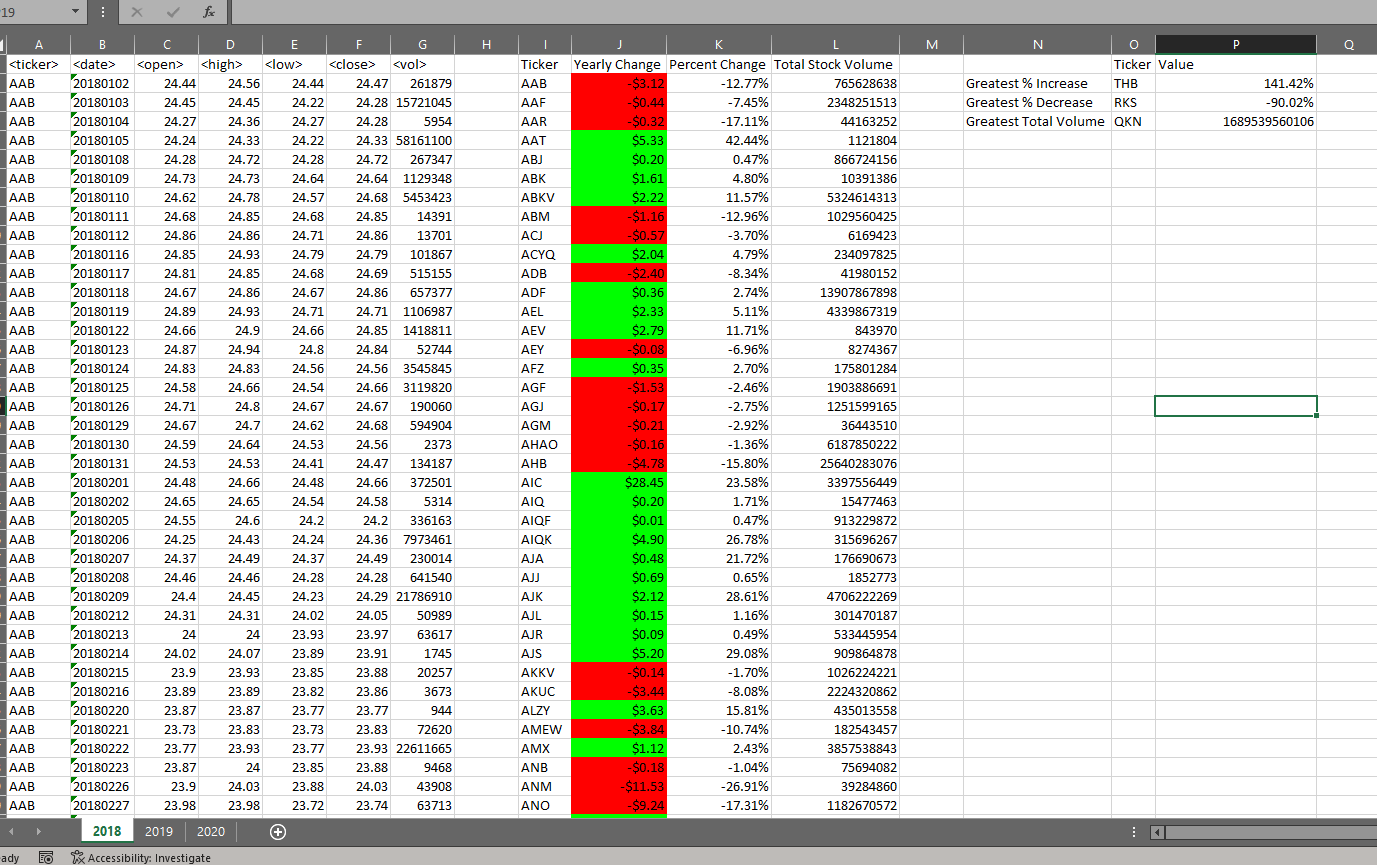 19 fx
A B C D E F G H I J K L M N O P Q
<ticker> <date> <open> <high> <low> <close> <vol> Ticker Yearly Change Percent Change Total Stock Volume Ticker Value
AAB 20180102 24.44 24.56 24.44 24.47 261879 AAB -$3.12 -12.77% 765628638 Greatest % Increase THB 141.42%
AAB 20180103 24.45 24.45 24.22 24.28 15721045 AAF -$0.44 -7.45% 2348251513 Greatest % Decrease RKS -90.02%
AAB 20180104 24.27 24.36 24.27 24.28 5954 AAR -$0.32 -17.11% 44163252 Greatest Total Volume QKN 1689539560106
AAB 20180105 24.24 24.33 24.22 24.33 58161100 AAT $5.33 42.44% 1121804
AAB 20180108 24.28 24.72 24.28 24.72 267347 ABJ $0.20 0.47% 866724156
AAB 20180109 24.73 24.73 24.64 24.64 1129348 ABK $1.61 4.80% 10391386
AAB 20180110 24.62 24.78 24.57 24.68 5453423 ABKV $2.22 11.57% 5324614313
AAB 20180111 24.68 24.85 24.68 24.85 14391 ABM -$1.16 -12.96% 1029560425
AAB 20180112 24.86 24.86 24.71 24.86 13701 ACJ -$0.57 -3.70% 6169423
AAB 20180116 24.85 24.93 24.79 24.79 101867 ACYQ $2.04 4.79% 234097825
AAB 20180117 24.81 24.85 24.68 24.69 515155 ADB -$2.40 -8.34% 41980152
AAB 20180118 24.67 24.86 24.67 24.86 657377 ADF $0.36 2.74% 13907867898
AAB 20180119 24.89 24.93 24.71 24.71 1106987 AEL $2.33 5.11% 4339867319
AAB 20180122 24.66 24.9 24.66 24.85 1418811 AEV $2.79 11.71% 843970
AAB 20180123 24.87 24.94 24.8 24.84 52744 AEY -$0.08 -6.96% 8274367
AAB 20180124 24.83 24.83 24.56 24.56 3545845 AFZ $0.35 2.70% 175801284
AAB 20180125 24.58 24.66 24.54 24.66 3119820 AGF -$1.53 -2.46% 1903886691
AAB 20180126 24.71 24.8 24.67 24.67 190060 AGJ -$0.17 -2.75% 1251599165
AAB 20180129 24.67 24.7 24.62 24.68 594904 AGM -$0.21 -2.92% 36443510
AAB 20180130 24.59 24.64 24.53 24.56 2373 AHAO -$0.16 -1.36% 6187850222
AAB 20180131 24.53 24.53 24.41 24.47 134187 AHB -$4.78 -15.80% 25640283076
AAB 20180201 24.48 24.66 24.48 24.66 372501 AIC $28.45 23.58% 3397556449
AAB 20180202 24.65 24.65 24.54 24.58 5314 AIQ $0.20 1.71% 15477463
AAB 20180205 24.55 24.6 24.2 24.2 336163 AIQF $0.01 0.47% 913229872
AAB 20180206 24.25 24.43 24.24 24.36 7973461 AIQK $4.90 26.78% 315696267
AAB 20180207 24.37 24.49 24.37 24.49 230014 AJA $0.48 21.72% 176690673
AAB 20180208 24.46 24.46 24.28 24.28 641540 AJJ $0.69 0.65% 1852773
AAB 20180209 24.4 24.45 24.23 24.29 21786910 AJK $2.12 28.61% 4706222269
AAB 20180212 24.31 24.31 24.02 24.05 50989 AJL $0.15 1.16% 301470187
AAB 20180213 24 24 23.93 23.97 63617 AJR $0.09 0.49% 533445954
AAB 20180214 24.02 24.07 23.89 23.91 1745 AJS $5.20 29.08% 909864878
AAB 20180215 23.9 23.93 23.85 23.88 20257 AKKV -$0.14 -1.70% 1026224221
AAB 20180216 23.89 23.89 23.82 23.86 3673 AKUC -$3.44 -8.08% 2224320862
AAB 20180220 23.87 23.87 23.77 23.77 944 ALZY $3.63 15.81% 435013558
AAB 20180221 23.73 23.83 23.73 23.83 72620 AMEW -$3.84 -10.74% 182543457
AAB 20180222 23.77 23.93 23.77 23.93 22611665 AMX $1.12 2.43% 3857538843
AAB 20180223 23.87 24 23.85 23.88 9468 ANB -$0.18 -1.04% 75694082
AAB 20180226 23.9 24.03 23.88 24.03 43908 ANM -$11.53 -26.91% 39284860
AAB 20180227 23.98 23.98 23.72 23.74 63713 ANO -$9.24 -17.31% 1182670572
2018 2019 2020
ady Accessibility: Investigate